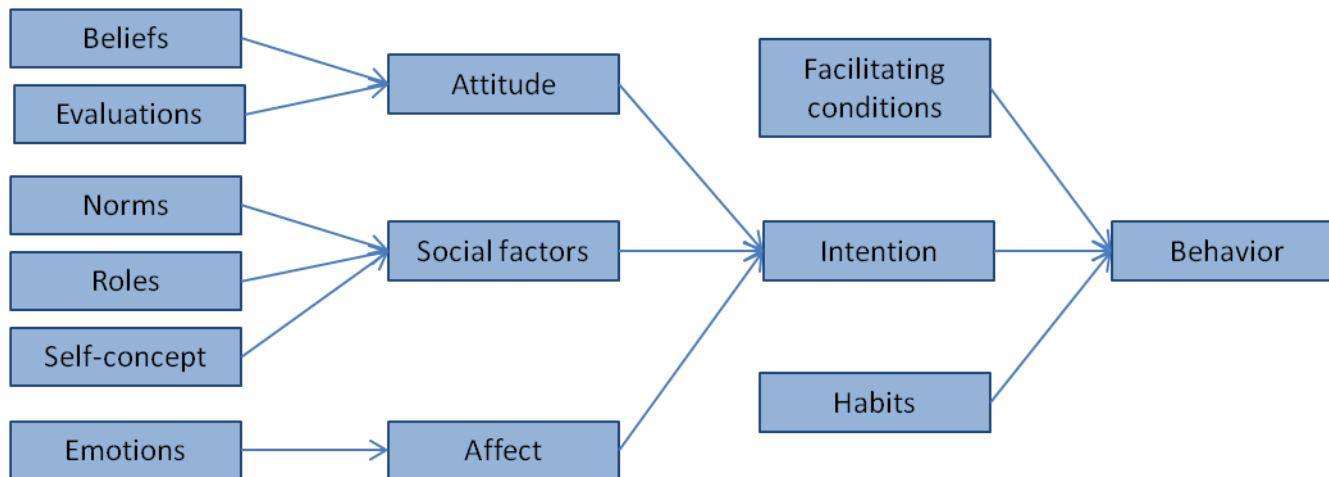 Beliefs
Evaluations
Norms
Roles
Self-concept
Emotions
Attitude
Social factors
Affect
Facilitating
conditions
Intention
Habits
Behavior